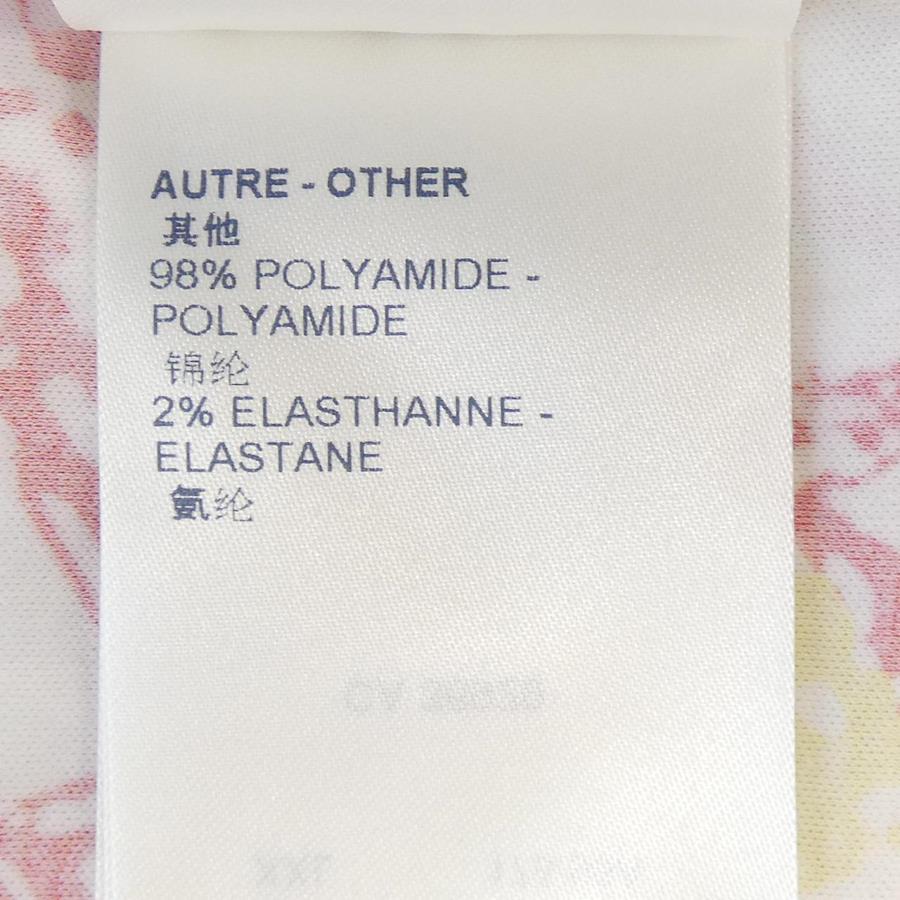 AUTRE - OTHER
其他
98% POLYAMIDE -
POLYAMIDE
锦纶
2% ELASTHANNE -
ELASTANE
氨纶